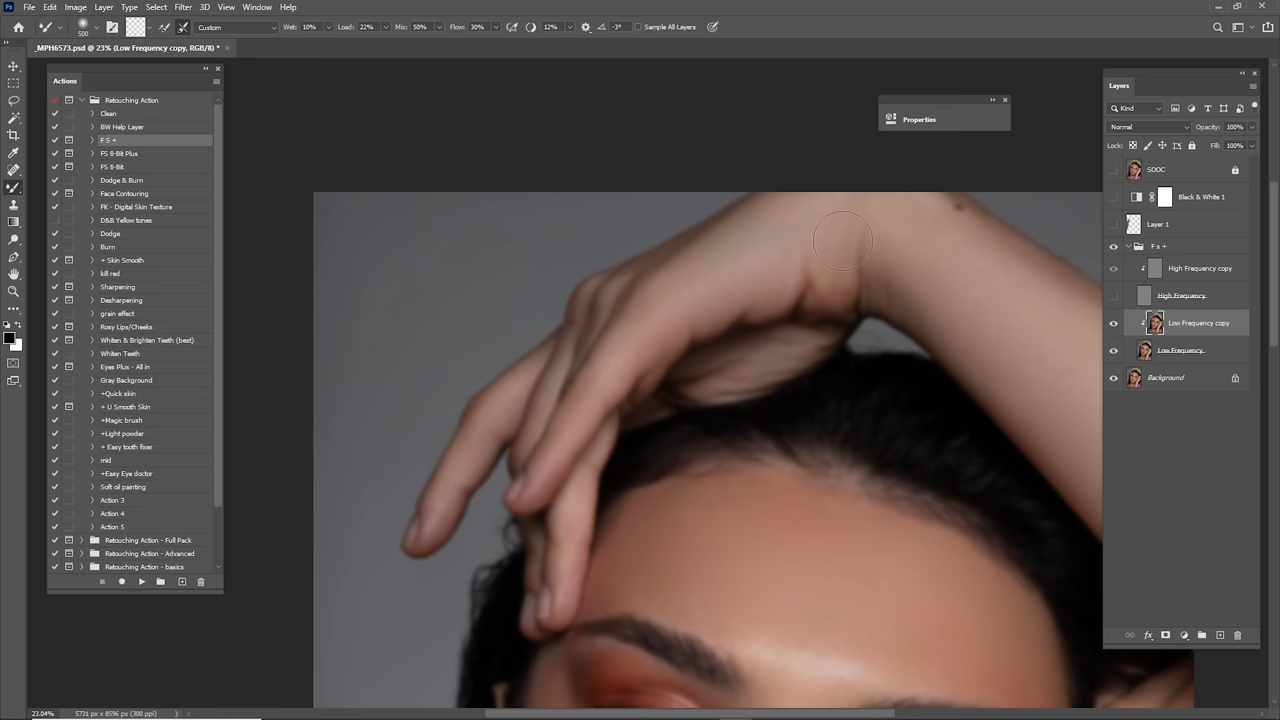 File Edit Image Layer Type Select Filter 3D View Window Help
500 Custom Wet: 10% Load: 22% Mix: 50% Flow: 30% 12% -3° Sample All Layers
_MPH6573.psd @ 23% (Low Frequency copy, RGB/8) *
Actions
Retouching Action
Clean
BW Help Layer
F S +
FS 8-Bit Plus
FS 8-Bit
Dodge & Burn
Face Contouring
FK - Digital Skin Texture
D&B Yellow tones
Dodge
Burn
+ Skin Smooth
kill red
Sharpening
Desharpening
grain effect
Rosy Lips/Cheeks
Whiten & Brighten Teeth (best)
Whiten Teeth
Eyes Plus - All in
Gray Background
+Quick skin
+ U Smooth Skin
+Magic brush
+Light powder
+ Easy tooth fixer
mid
+Easy Eye doctor
Soft oil painting
Action 3
Action 4
Action 5
Retouching Action - Full Pack
Retouching Action - Advanced
Retouching Action - basics
Properties
Layers
Kind
Normal Opacity: 100%
Lock: Fill: 100%
SOOC
Black & White 1
Layer 1
F s +
High Frequency copy
High Frequency
Low Frequency copy
Low Frequency
Background
23.04% 5731 px x 8596 px (300 ppi)